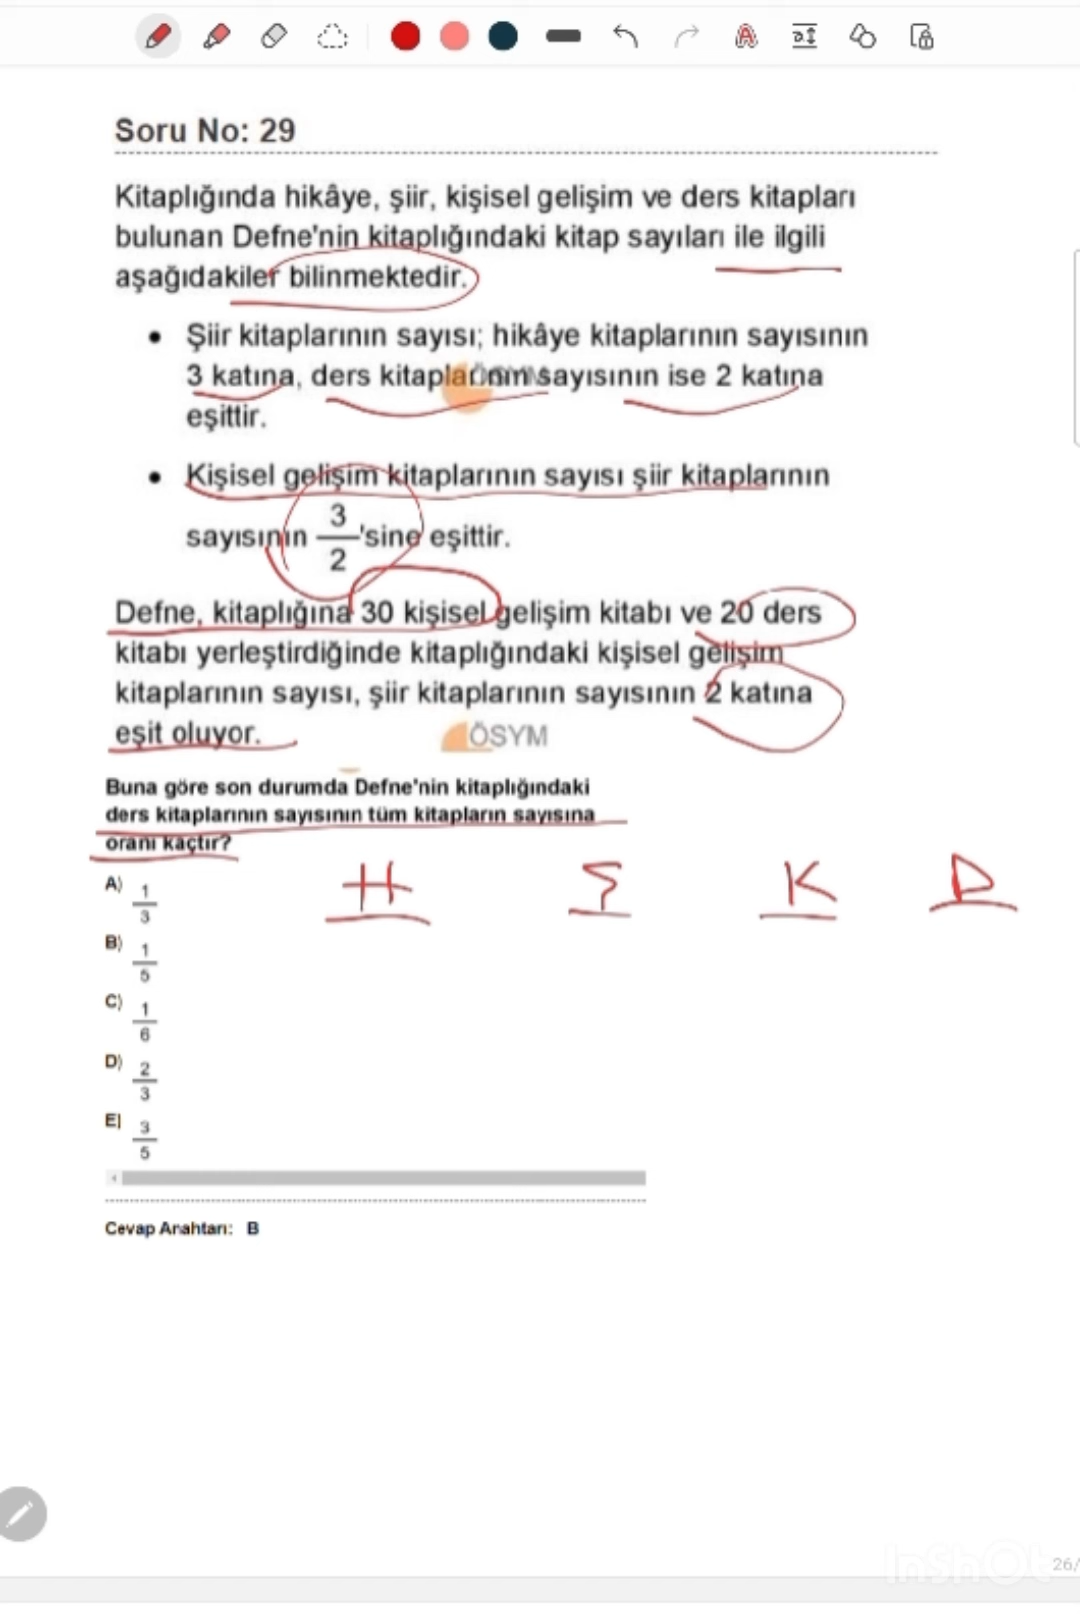 Soru No: 29
Kitaplığında hikâye, şiir, kişisel gelişim ve ders kitapları
bulunan Defne'nin kitaplığındaki kitap sayıları ile ilgili
aşağıdakiler bilinmektedir.
• Şiir kitaplarının sayısı; hikâye kitaplarının sayısının
3 katına, ders kitaplarının sayısının ise 2 katına
eşittir.
• Kişisel gelişim kitaplarının sayısı şiir kitaplarının
sayısının 3/2'sine eşittir.
Defne, kitaplığına 30 kişisel gelişim kitabı ve 20 ders
kitabı yerleştirdiğinde kitaplığındaki kişisel gelişim
kitaplarının sayısı, şiir kitaplarının sayısının 2 katına
eşit oluyor.
ÖSYM
Buna göre son durumda Defne'nin kitaplığındaki
ders kitaplarının sayısının tüm kitapların sayısına
oranı kaçtır?
H Ş K D
A) 1/3
B) 1/5
C) 1/6
D) 2/3
E) 3/5
Cevap Anahtarı: B
InShOt
26/